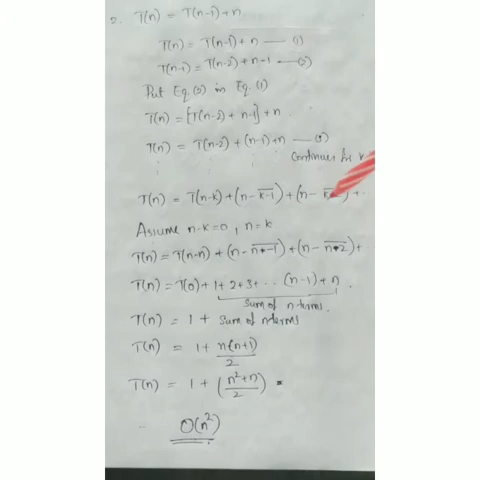 2. T(n) = T(n-1)+n
T(n) = T(n-1)+n — (1)
T(n-1) = T(n-2)+n-1 — (2)
Put Eq.(2) in Eq.(1)
T(n) = [T(n-2)+n-1]+n
T(n) = T(n-2)+(n-1)+n — (3)
Continues for
T(n) = T(n-k)+(n-k-1)+(n-
Assume n-k=0, n=k
T(n) = T(n-n)+(n-n-1)+(n-n-2)+
T(n) = T(0)+1+2+3+...(n-1)+n
sum of n terms.
T(n) = 1+ sum of n terms
T(n) = 1+ n(n+1)/2
T(n) = 1+ (n²+n/2)
O(n²)